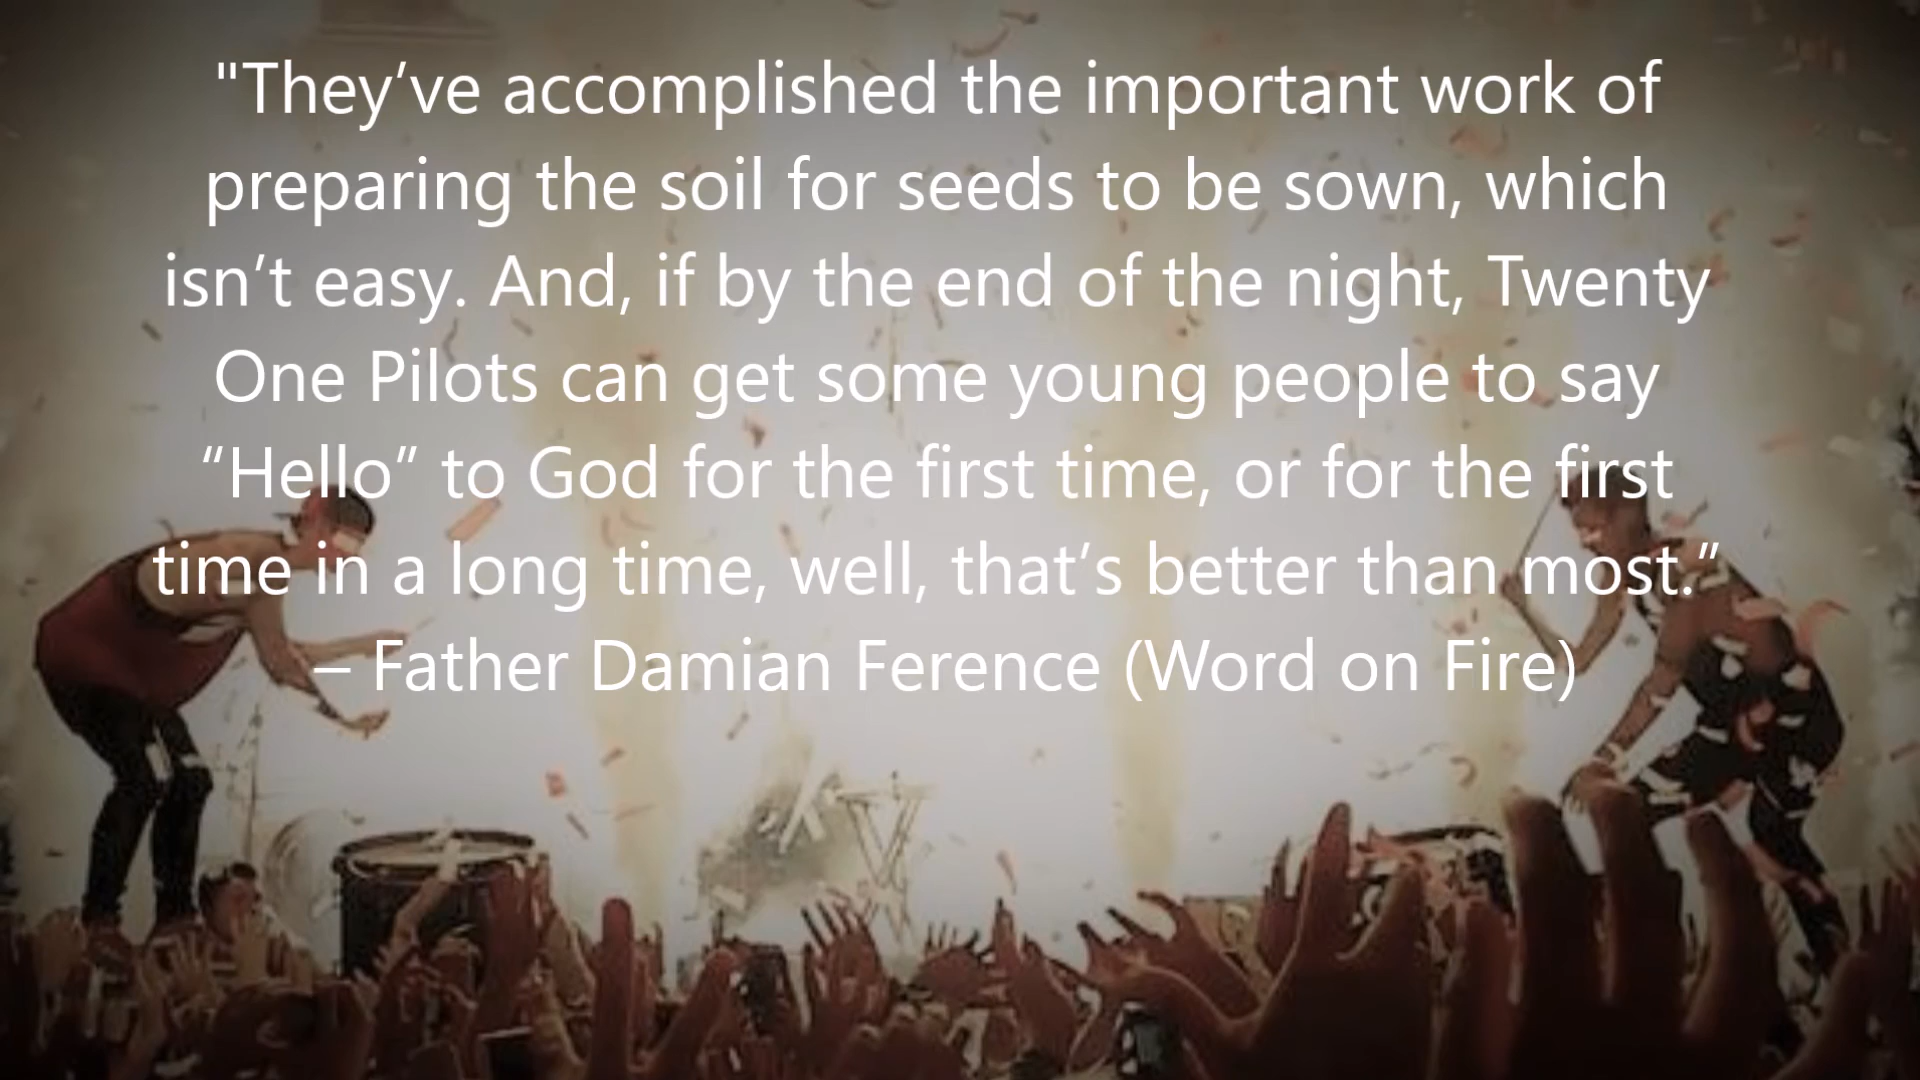 "They’ve accomplished the important work of
preparing the soil for seeds to be sown, which
isn’t easy. And, if by the end of the night, Twenty
One Pilots can get some young people to say
“Hello” to God for the first time, or for the first
time in a long time, well, that’s better than most.”
– Father Damian Ference (Word on Fire)